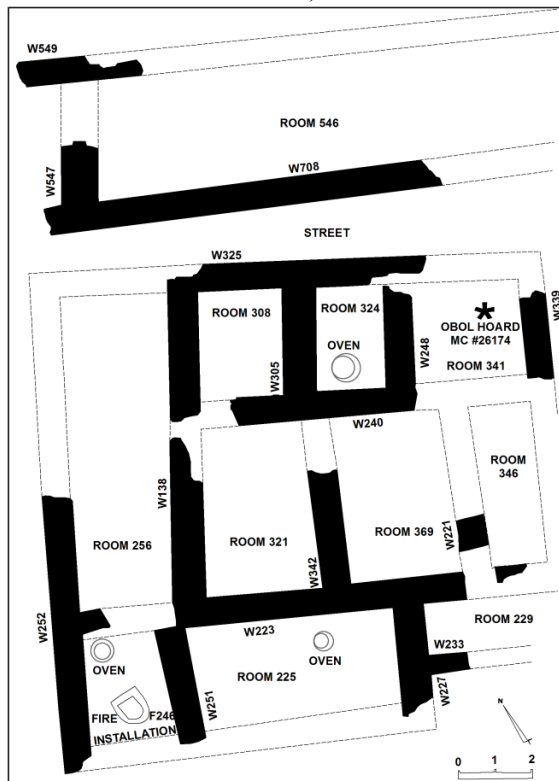 W549
ROOM 546
W547
W708
STREET
W325
W339
ROOM 308
ROOM 324
OBOL HOARD
MC #26174
OVEN
W248
ROOM 341
W305
W240
ROOM
346
W138
ROOM 256
ROOM 321
W342
ROOM 369
W221
W252
ROOM 229
W223
W233
OVEN
OVEN
ROOM 225
W227
W251
FIRE
F246
INSTALLATION
N
0 1 2